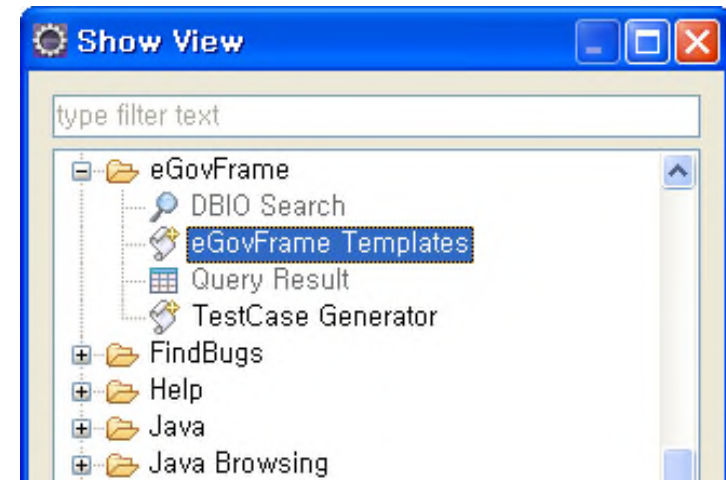 Show View
type filter text
eGovFrame
DBIO Search
eGovFrame Templates
Query Result
TestCase Generator
FindBugs
Help
Java
Java Browsing